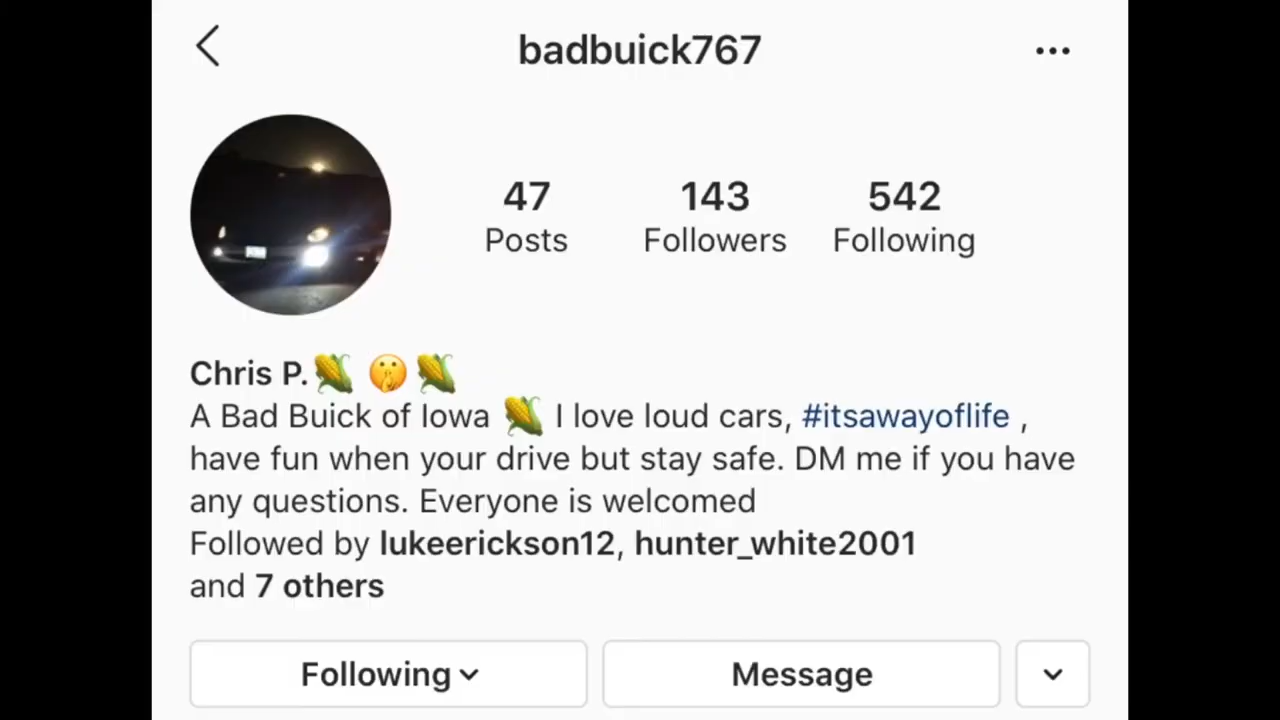 badbuick767
47 143 542
Posts Followers Following
Chris P.🌽 🤫 🌽
A Bad Buick of Iowa 🌽 I love loud cars, #itsawayoflife ,
have fun when your drive but stay safe. DM me if you have
any questions. Everyone is welcomed
Followed by lukeerickson12, hunter_white2001
and 7 others
Following Message